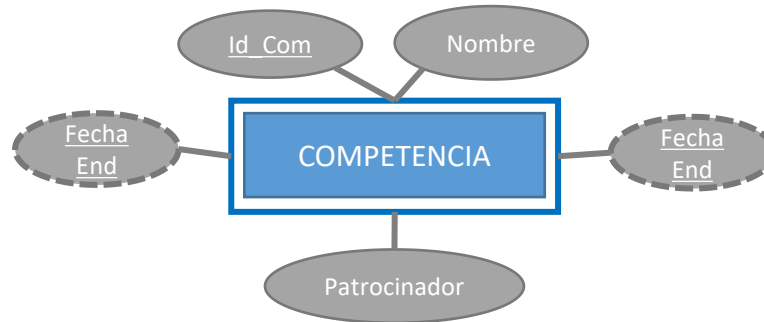 Id_Com
Nombre
Fecha
End
COMPETENCIA
Fecha
End
Patrocinador